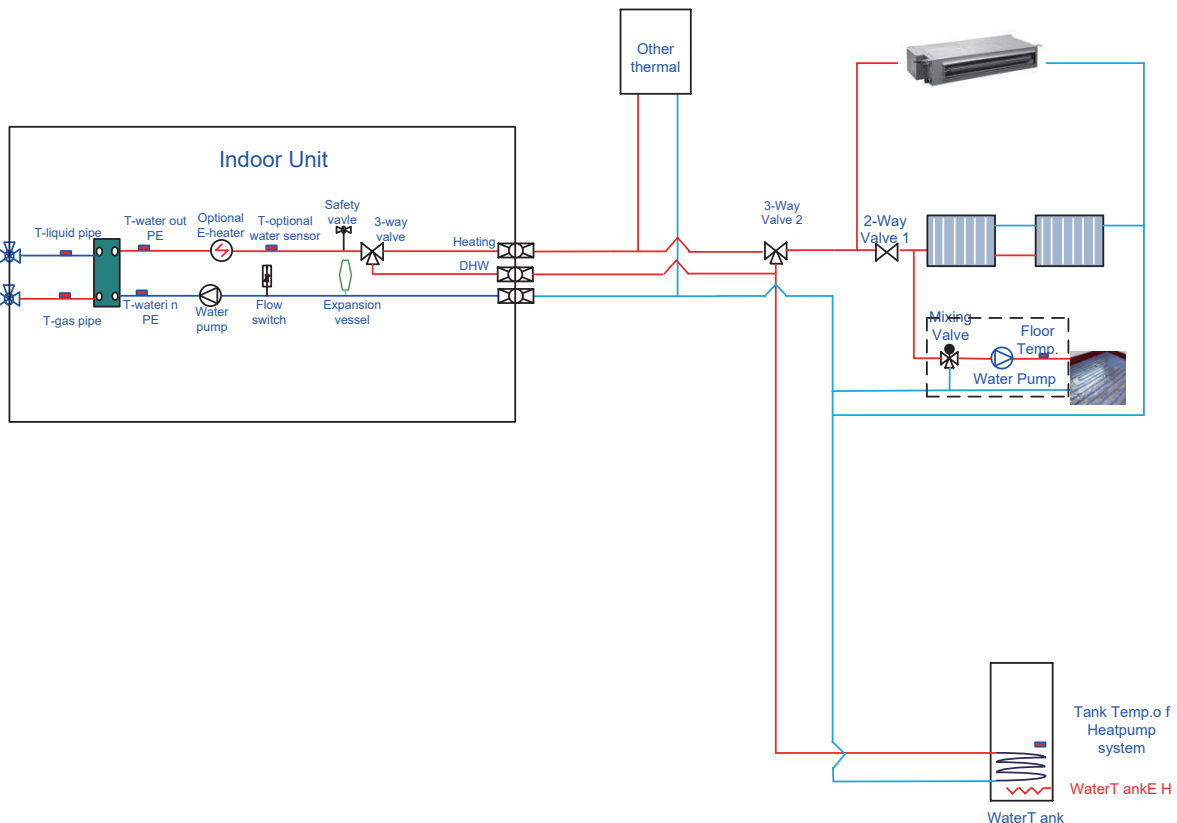 Other
thermal
Indoor Unit
T-liquid pipe
T-water out
PE
Optional
E-heater
T-optional
water sensor
Safety
vavle
3-way
valve
Heating
DHW
T-gas pipe
T-wateri n
PE
Water
pump
Flow
switch
Expansion
vessel
3-Way
Valve 2
2-Way
Valve 1
Mixing
Valve
Floor
Temp.
Water Pump
Tank Temp.o f
Heatpump
system
WaterT ankE H
WaterT ank